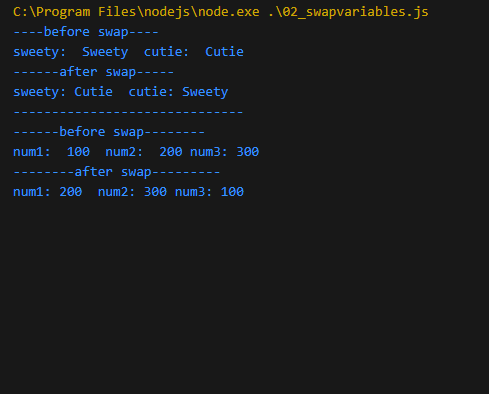 C:\Program Files\nodejs\node.exe .\02_swapvariables.js
----before swap----
sweety:  Sweety  cutie:  Cutie
------after swap-----
sweety: Cutie  cutie: Sweety
------------------------------
------before swap--------
num1:  100  num2:  200 num3: 300
--------after swap---------
num1: 200  num2: 300 num3: 100